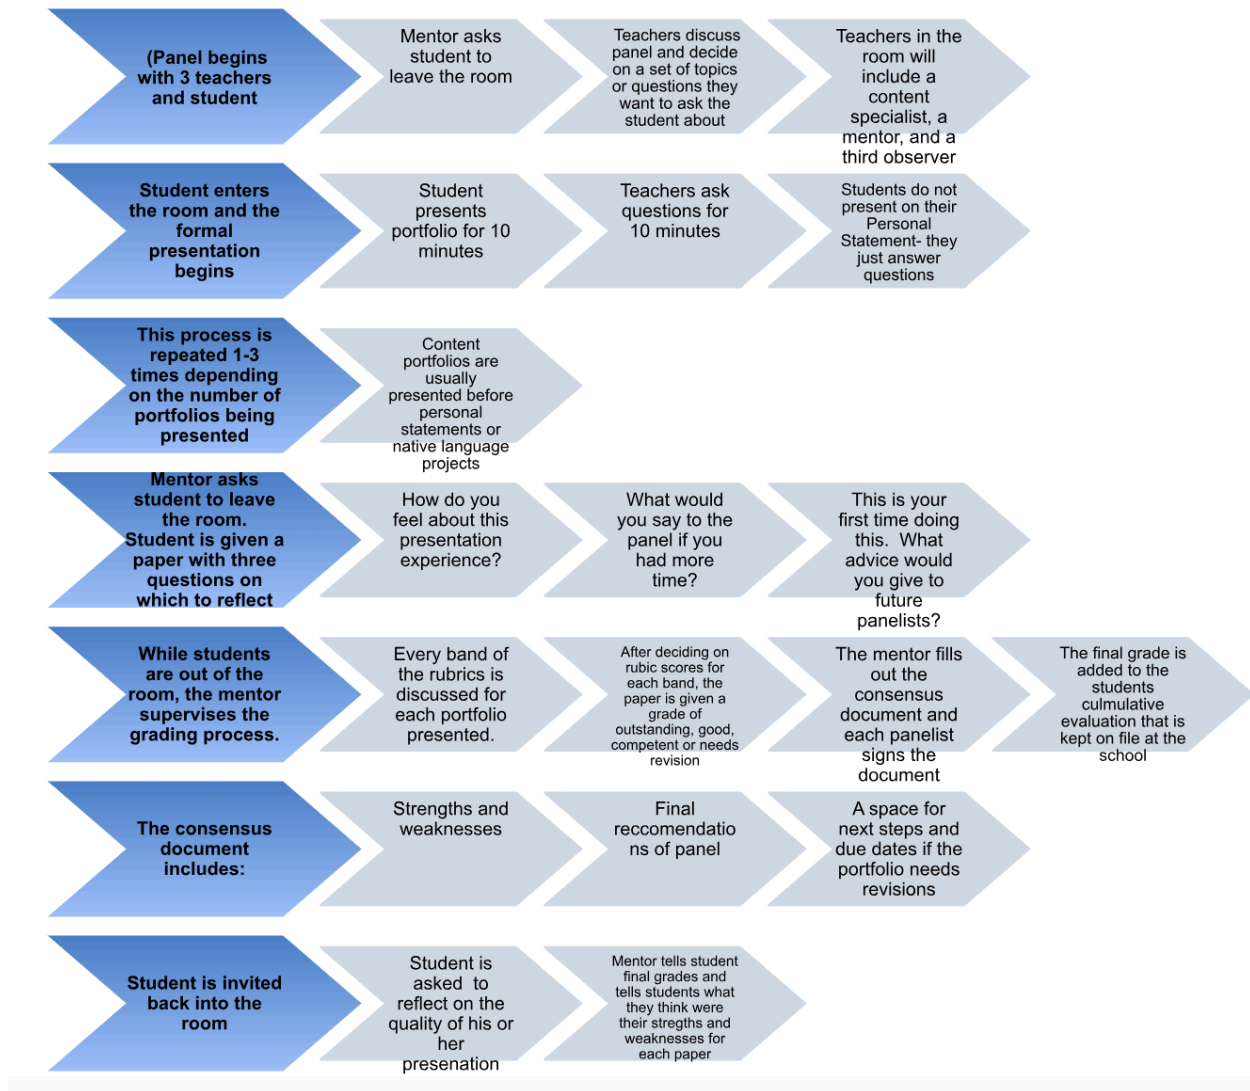 (Panel begins
with 3 teachers
and student
Mentor asks
student to
leave the room
Teachers discuss
panel and decide
on a set of topics
or questions they
want to ask the
student about
Teachers in the
room will
include a
content
specialist, a
mentor, and a
third observer
Student enters
the room and the
formal
presentation
begins
Student
presents
portfolio for 10
minutes
Teachers ask
questions for
10 minutes
Students do not
present on their
Personal
Statement- they
just answer
questions
This process is
repeated 1-3
times depending
on the number of
portfolios being
presented
Content
portfolios are
usually
presented before
personal
statements or
native language
projects
Mentor asks
student to leave
the room.
Student is given a
paper with three
questions on
which to reflect
How do you
feel about this
presentation
experience?
What would
you say to the
panel if you
had more
time?
This is your
first time doing
this.  What
advice would
you give to
future
panelists?
While students
are out of the
room, the mentor
supervises the
grading process.
Every band of
the rubrics is
discussed for
each portfolio
presented.
After deciding on
rubic scores for
each band, the
paper is given a
grade of
outstanding, good,
competent or needs
revision
The mentor fills
out the
consensus
document and
each panelist
signs the
document
The final grade is
added to the
students
culmulative
evaluation that is
kept on file at the
school
The consensus
document
includes:
Strengths and
weaknesses
Final
reccomendatio
ns of panel
A space for
next steps and
due dates if the
portfolio needs
revisions
Student is invited
back into the
room
Student is
asked  to
reflect on the
quality of his or
her
presenation
Mentor tells student
final grades and
tells students what
they think were
their stregths and
weaknesses for
each paper